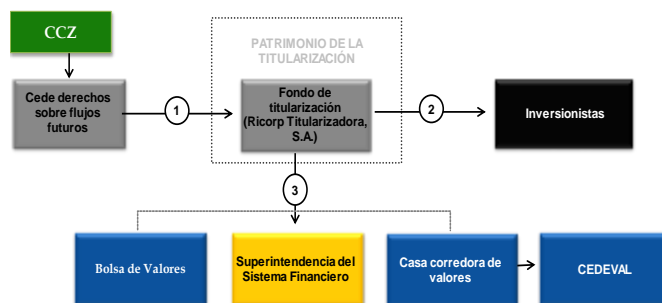 CCZ
PATRIMONIO DE LA
TITULARIZACIÓN
Cede derechos
sobre flujos
futuros
1
Fondo de
titularización
(Ricorp Titularizadora,
S.A.)
2
Inversionistas
3
Bolsa de Valores
Superintendencia del
Sistema Financiero
Casa corredora de
valores
CEDEVAL